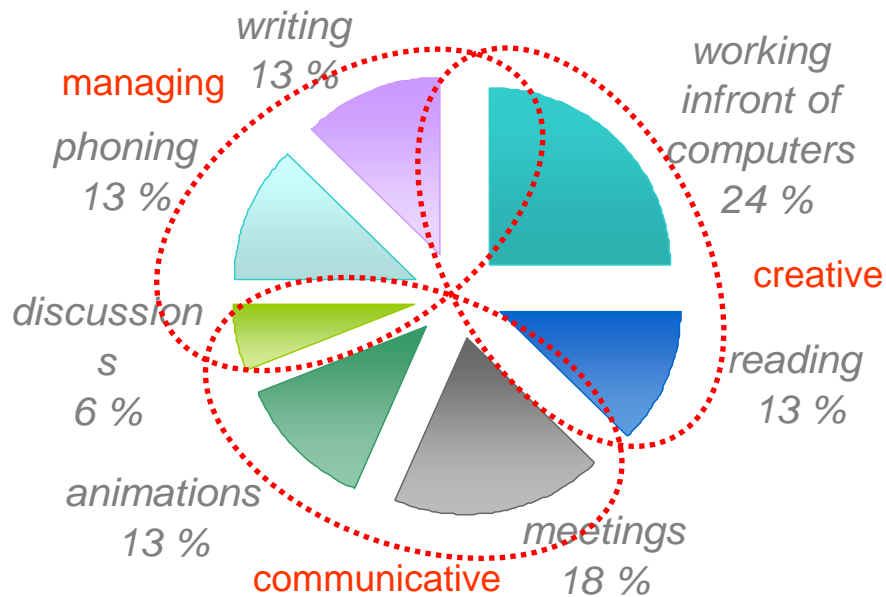 writing
13 %
managing
phoning
13 %
discussion
s
6 %
animations
13 %
communicative
meetings
18 %
reading
13 %
creative
working
infront of
computers
24 %